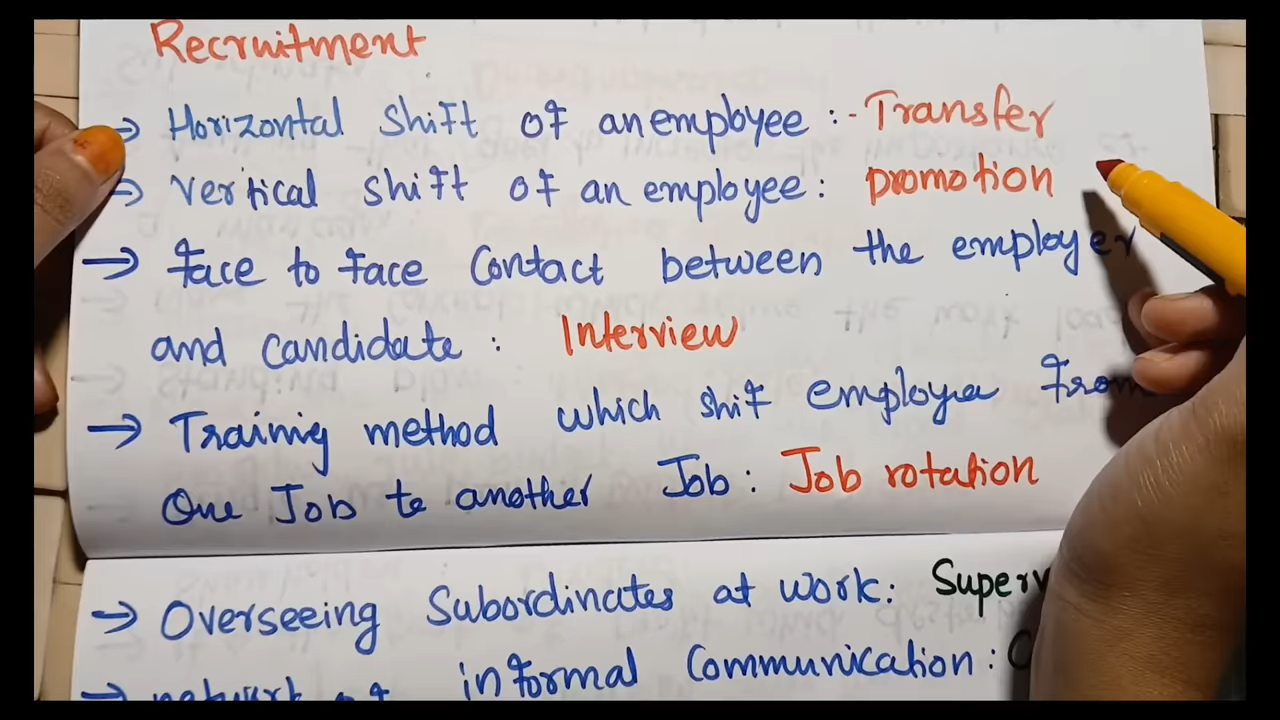 Recruitment
→ Horizontal shift of an employee :- Transfer
→ Vertical shift of an employee : promotion
→ face to face Contact between the employer
and candidate : Interview
→ Training method which shift employee from
One Job to another Job : Job rotation
→ Overseeing Subordinates at work :
→ network of informal Communication :